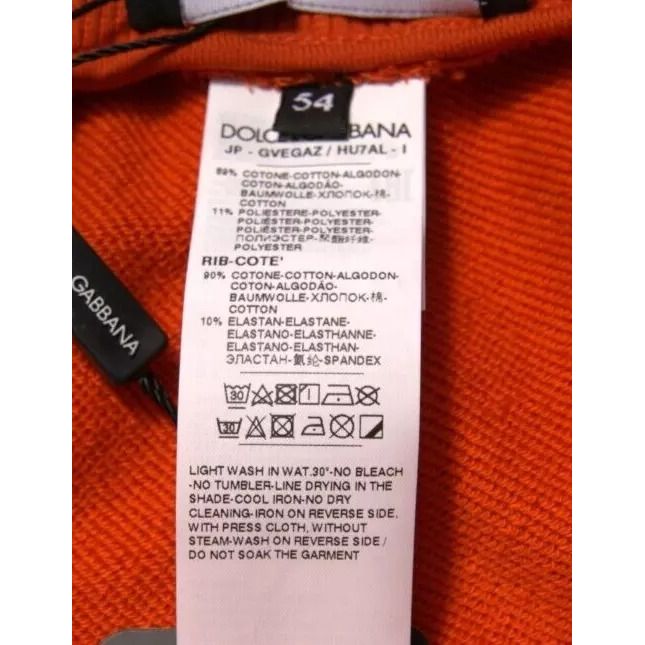 54
DOLCE GABBANA
JP - GVEGAZ / HU7AL - I
89% COTONE-COTTON-ALGODON-
COTON-ALGODÃO-
BAUMWOLLE-ХЛОПОК-棉-
COTTON
11% POLIESTERE-POLYESTER-
POLIÉSTER-POLYESTER-
POLIÉSTER-POLYESTER-
ПОЛИЭСТЕР-聚酯纤维-
POLYESTER
RIB-COTE'
90% COTONE-COTTON-ALGODON-
COTON-ALGODÃO-
BAUMWOLLE-ХЛОПОК-棉-
COTTON
10% ELASTAN-ELASTANE-
ELASTANO-ELASTHANNE-
ELASTANO-ELASTHAN-
ЭЛАСТАН-氨纶-SPANDEX
30
30
LIGHT WASH IN WAT.30°-NO BLEACH
-NO TUMBLER-LINE DRYING IN THE
SHADE-COOL IRON-NO DRY
CLEANING-IRON ON REVERSE SIDE,
WITH PRESS CLOTH, WITHOUT
STEAM-WASH ON REVERSE SIDE /
DO NOT SOAK THE GARMENT
GABBANA